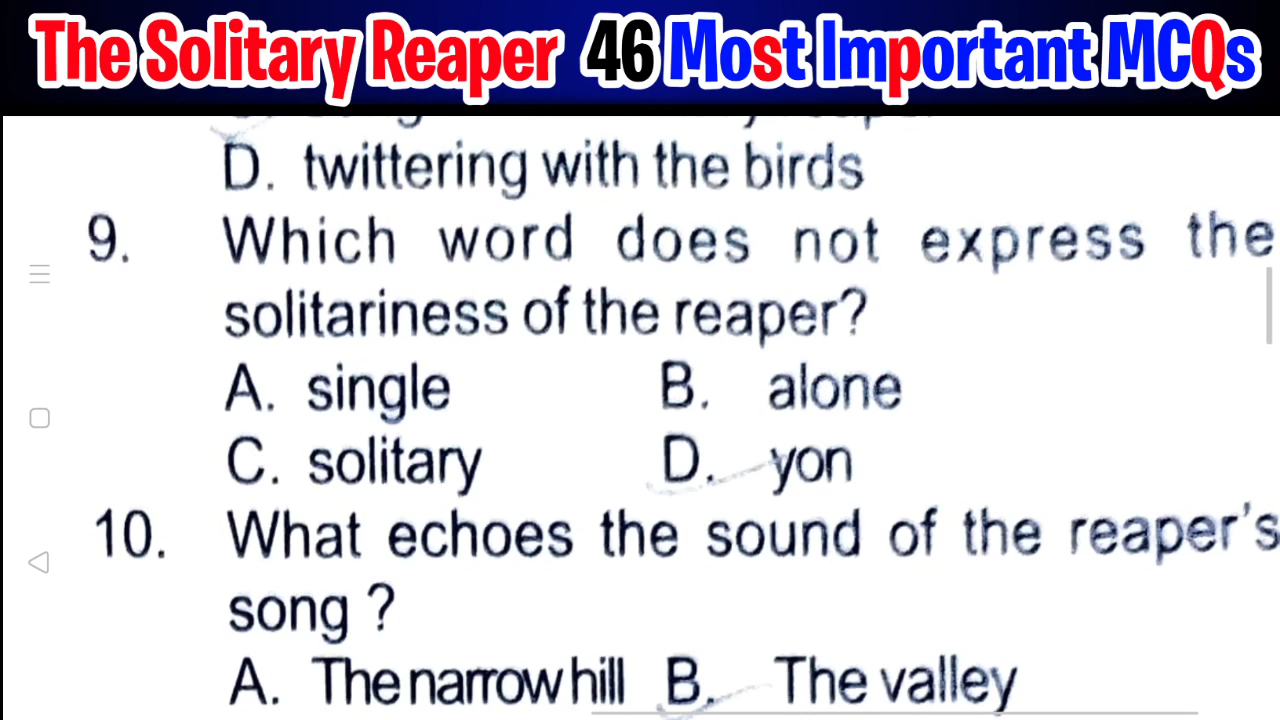 The Solitary Reaper 46 Most Important MCQs
D. twittering with the birds
9. Which word does not express the
solitariness of the reaper?
A. single B. alone
C. solitary D. yon
10. What echoes the sound of the reaper's
song ?
A. The narrow hill B. The valley